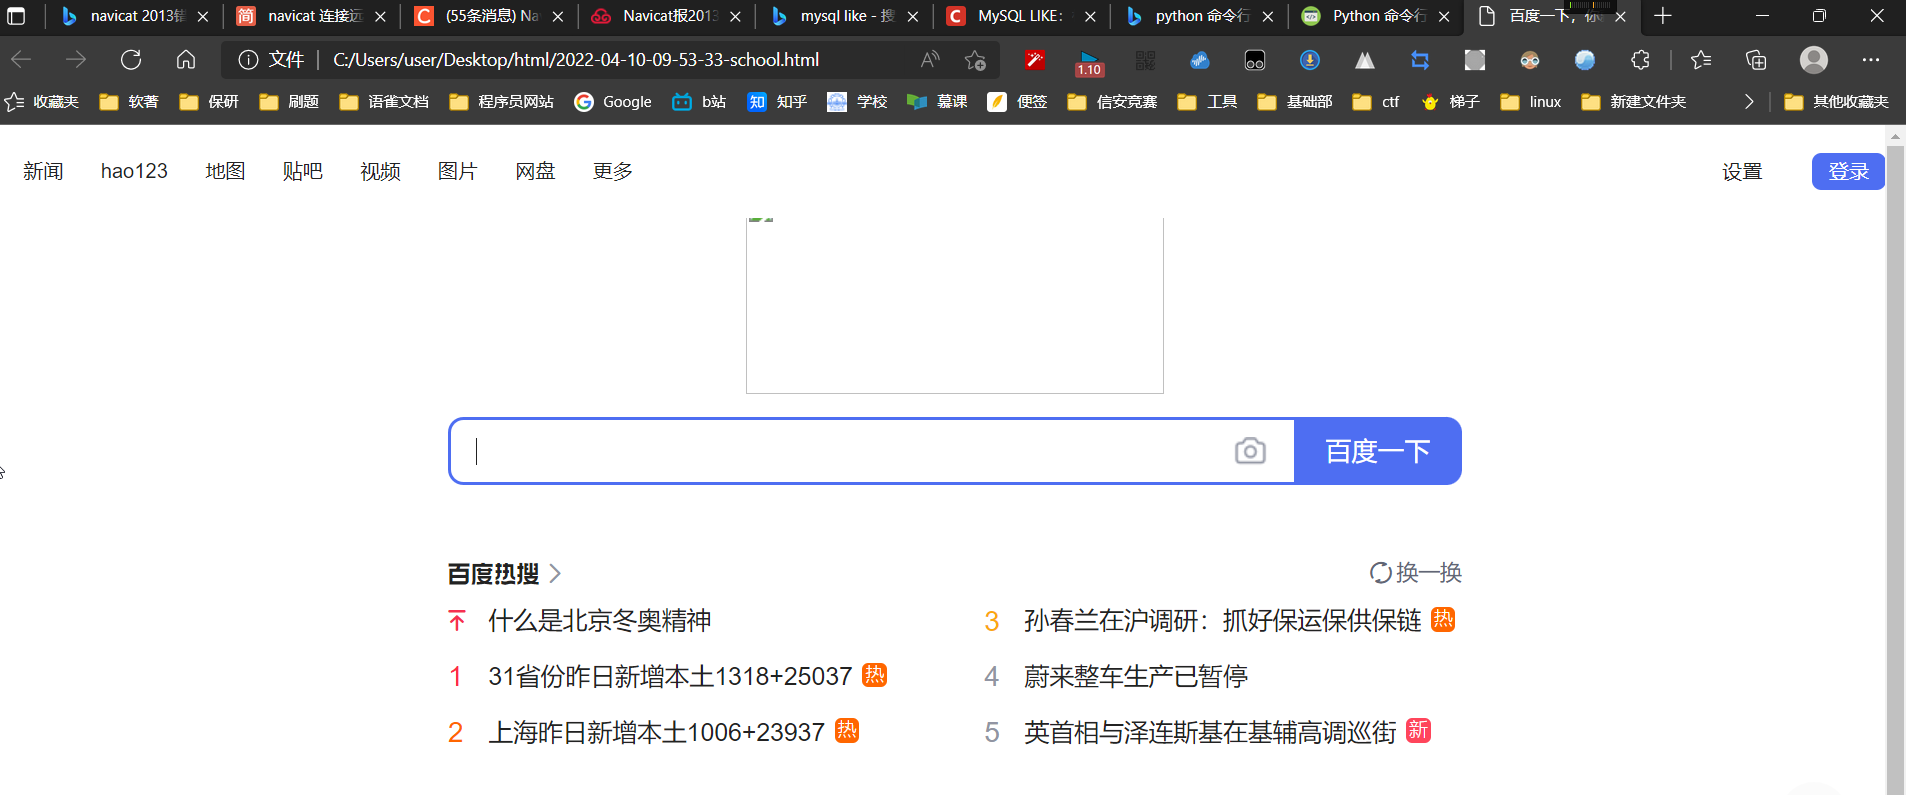 navicat 2013错
navicat 连接远
(55条消息) Na
Navicat报2013
mysql like - 搜
MySQL LIKE:
python 命令行
Python 命令行
百度一下，你
文件 C:/Users/user/Desktop/html/2022-04-10-09-53-33-school.html
1.10
收藏夹 软著 保研 刷题 语雀文档 程序员网站 Google b站 知乎 学校 慕课 便签 信安竞赛 工具 基础部 ctf 梯子 linux 新建文件夹 其他收藏夹
新闻 hao123 地图 贴吧 视频 图片 网盘 更多 设置 登录
百度一下
百度热搜 换一换
什么是北京冬奥精神
1 31省份昨日新增本土1318+25037 热
2 上海昨日新增本土1006+23937 热
3 孙春兰在沪调研：抓好保运保供保链 热
4 蔚来整车生产已暂停
5 英首相与泽连斯基在基辅高调巡街 新